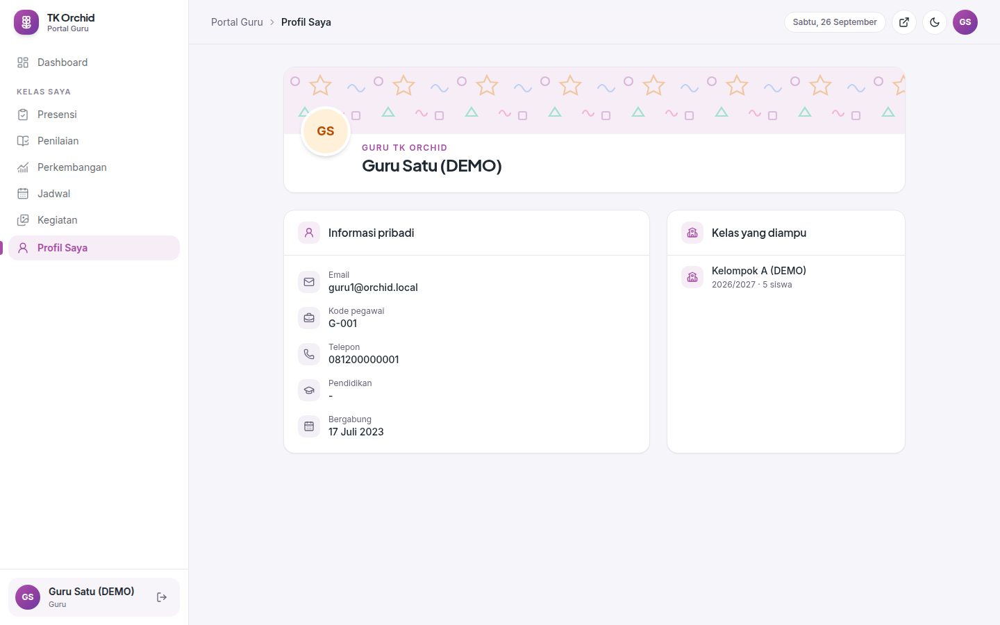 TK Orchid
Portal Guru
Dashboard
KELAS SAYA
Presensi
Penilaian
Perkembangan
Jadwal
Kegiatan
Profil Saya
GS
Guru Satu (DEMO)
Guru
Portal Guru
Profil Saya
Sabtu, 26 September
GS
GS
GURU TK ORCHID
Guru Satu (DEMO)
Informasi pribadi
Email
guru1@orchid.local
Kode pegawai
G-001
Telepon
081200000001
Pendidikan
-
Bergabung
17 Juli 2023
Kelas yang diampu
Kelompok A (DEMO)
2026/2027 · 5 siswa